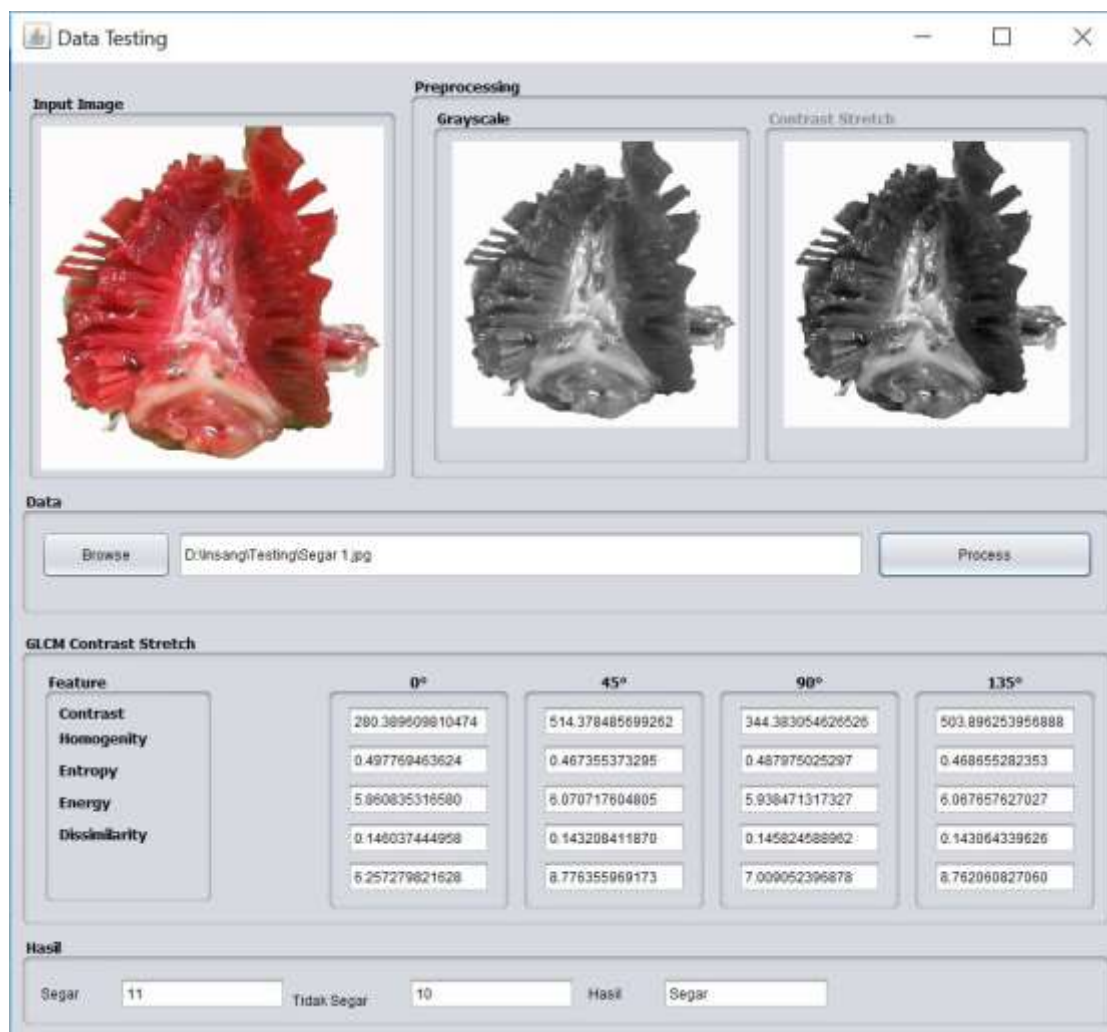 Data Testing
Input Image
Preprocessing
Grayscale
Contrast Stretch
Data
Browse
D:\Insang\Testing\Segar 1.jpg
Process
GLCM Contrast Stretch
Feature
0°
45°
90°
135°
Contrast
280.389609810474
514.378485699262
344.383054626526
503.896253956888
Homogenity
0.497769463624
0.467355373295
0.487975025297
0.468655282353
Entropy
5.860835316580
6.070717604805
5.938471317327
6.067657627027
Energy
0.146037444958
0.143208411870
0.145824588962
0.143064339626
Dissimilarity
6.257279821628
8.776355969173
7.009052396878
8.762060827060
Hasil
Segar
11
Tidak Segar
10
Hasil
Segar